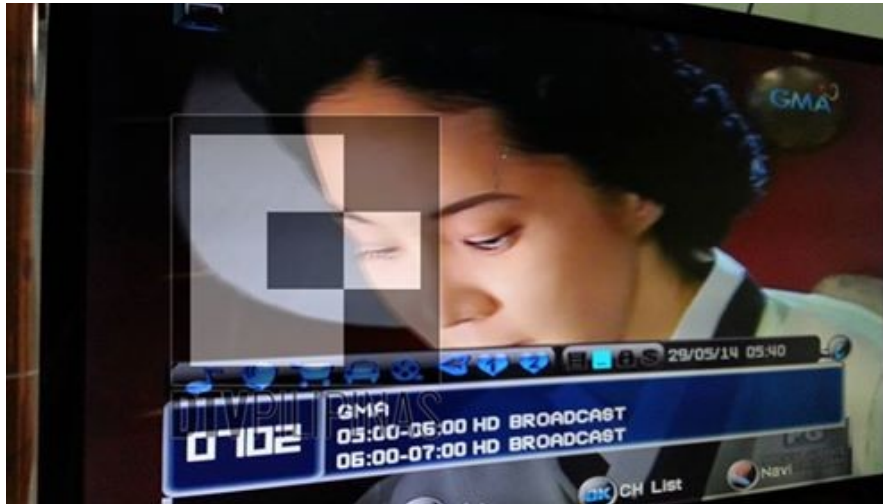 GMA
29/05/14 05:40
DTVPILIPINAS
0702
GMA
05:00-06:00 HD BROADCAST
06:00-07:00 HD BROADCAST
PG
OK CH List
Navi